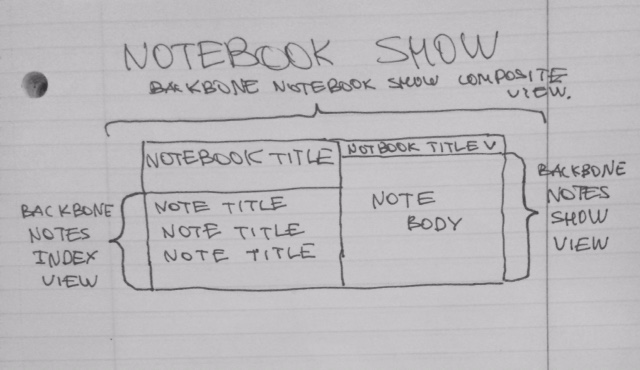 NOTEBOOK SHOW
BACKBONE NOTEBOOK SHOW COMPOSITE
VIEW.
NOTEBOOK TITLE
NOTBOOK TITLE V
BACKBONE
NOTES
INDEX
VIEW
NOTE TITLE
NOTE TITLE
NOTE TITLE
NOTE
BODY
BACKBONE
NOTES
SHOW
VIEW